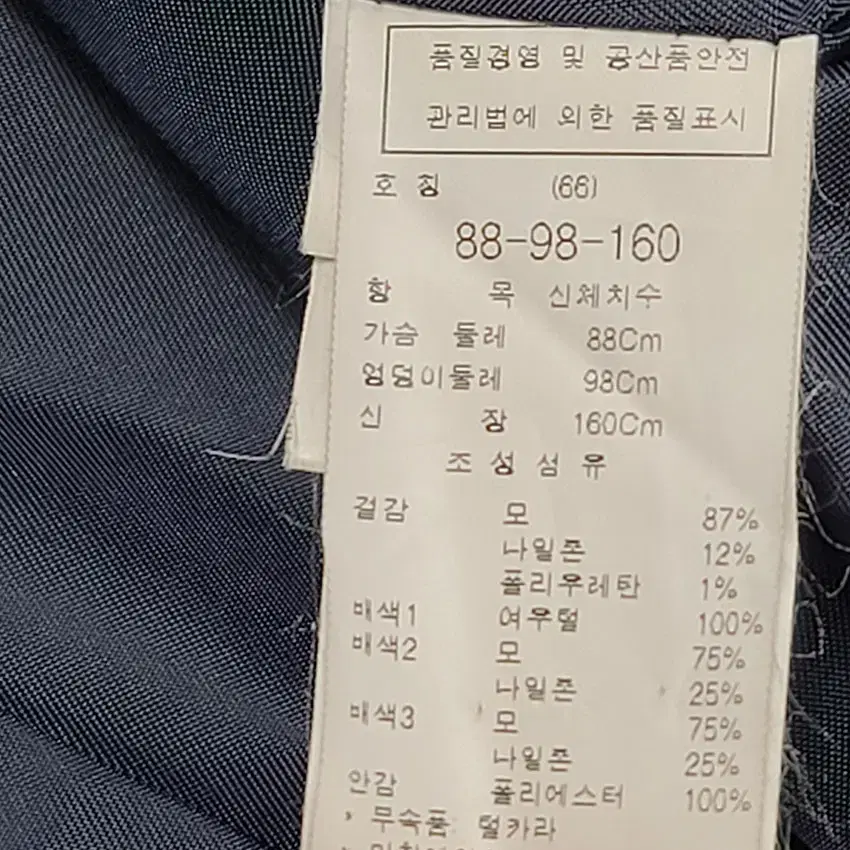 품질경영 및 공산품안전
관리법에 의한 품질표시
호 칭 (66)
88-98-160
항 목 신체치수
가슴 둘레 88Cm
엉덩이둘레 98Cm
신 장 160Cm
조 성 섬 유
겉감 모 87%
나일론 12%
폴리우레탄 1%
배색1 여우털 100%
배색2 모 75%
나일론 25%
배색3 모 75%
나일론 25%
안감 폴리에스터 100%
* 무속품 털카라